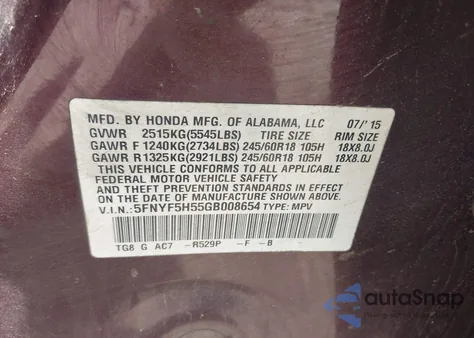 MFD. BY HONDA MFG. OF ALABAMA, LLC 07/'15
GVWR 2515KG(5545LBS) TIRE SIZE RIM SIZE
GAWR F 1240KG(2734LBS) 245/60R18 105H 18X8.0J
GAWR R 1325KG(2921LBS) 245/60R18 105H 18X8.0J
THIS VEHICLE CONFORMS TO ALL APPLICABLE
FEDERAL MOTOR VEHICLE SAFETY
AND THEFT PREVENTION STANDARDS IN EFFECT
ON THE DATE OF MANUFACTURE SHOWN ABOVE.
V.I.N.: 5FNYF5H55GB008654 TYPE: MPV
TG8 G AC7 -R529P -F -B
autoSnap